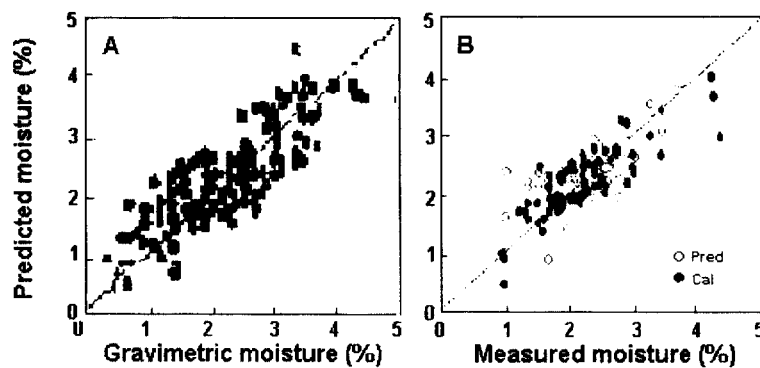 A
B
Predicted moisture (%)
5
4
3
2
1
0
0 1 2 3 4 5
Gravimetric moisture (%)
5
4
3
2
1
0
0 1 2 3 4 5
Measured moisture (%)
Pred
Cal